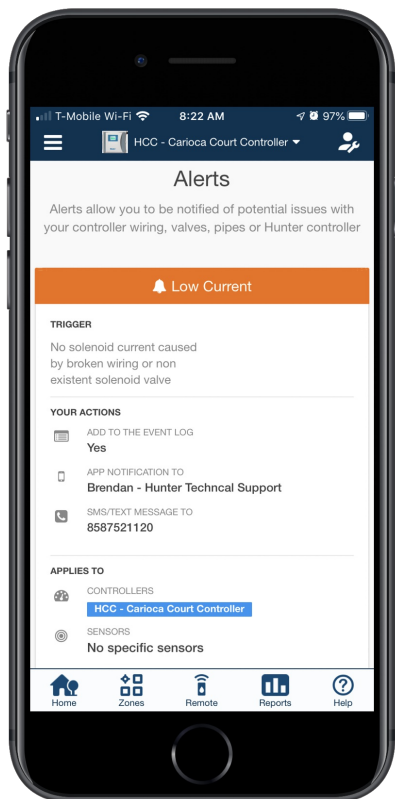 T-Mobile Wi-Fi 8:22 AM 97%
HCC - Carioca Court Controller
Alerts
Alerts allow you to be notified of potential issues with
your controller wiring, valves, pipes or Hunter controller
Low Current
TRIGGER
No solenoid current caused
by broken wiring or non
existent solenoid valve
YOUR ACTIONS
ADD TO THE EVENT LOG
Yes
APP NOTIFICATION TO
Brendan - Hunter Techncal Support
SMS/TEXT MESSAGE TO
8587521120
APPLIES TO
CONTROLLERS
HCC - Carioca Court Controller
SENSORS
No specific sensors
Home Zones Remote Reports Help